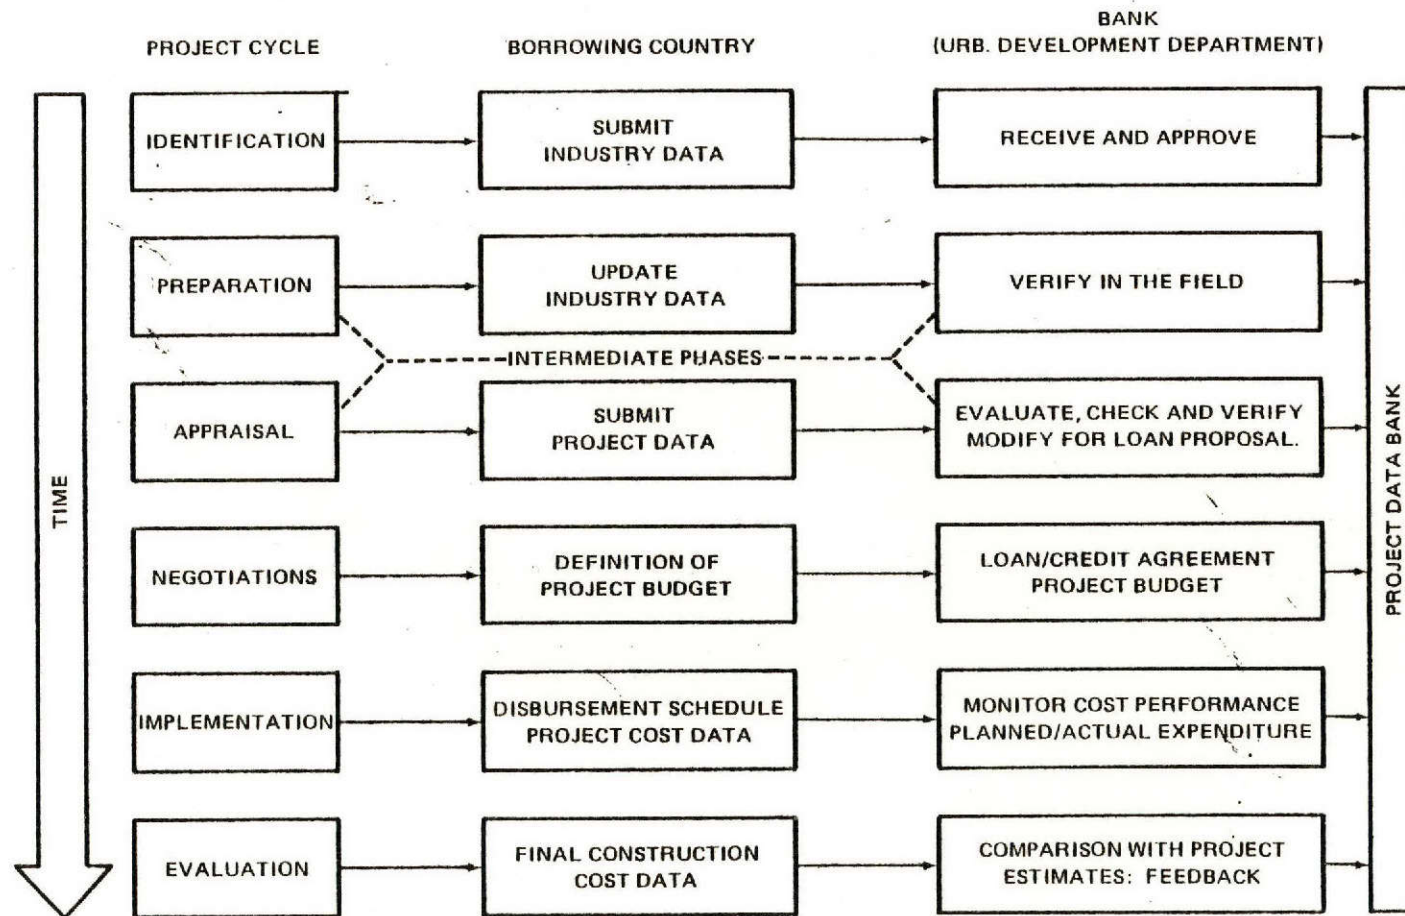 PROJECT CYCLE
BORROWING COUNTRY
BANK
(URB. DEVELOPMENT DEPARTMENT)
IDENTIFICATION
SUBMIT
INDUSTRY DATA
RECEIVE AND APPROVE
PREPARATION
UPDATE
INDUSTRY DATA
VERIFY IN THE FIELD
INTERMEDIATE PHASES
APPRAISAL
SUBMIT
PROJECT DATA
EVALUATE, CHECK AND VERIFY
MODIFY FOR LOAN PROPOSAL.
TIME
PROJECT DATA BANK
NEGOTIATIONS
DEFINITION OF
PROJECT BUDGET
LOAN/CREDIT AGREEMENT
PROJECT BUDGET
IMPLEMENTATION
DISBURSEMENT SCHEDULE
PROJECT COST DATA
MONITOR COST PERFORMANCE
PLANNED/ACTUAL EXPENDITURE
EVALUATION
FINAL CONSTRUCTION
COST DATA
COMPARISON WITH PROJECT
ESTIMATES: FEEDBACK